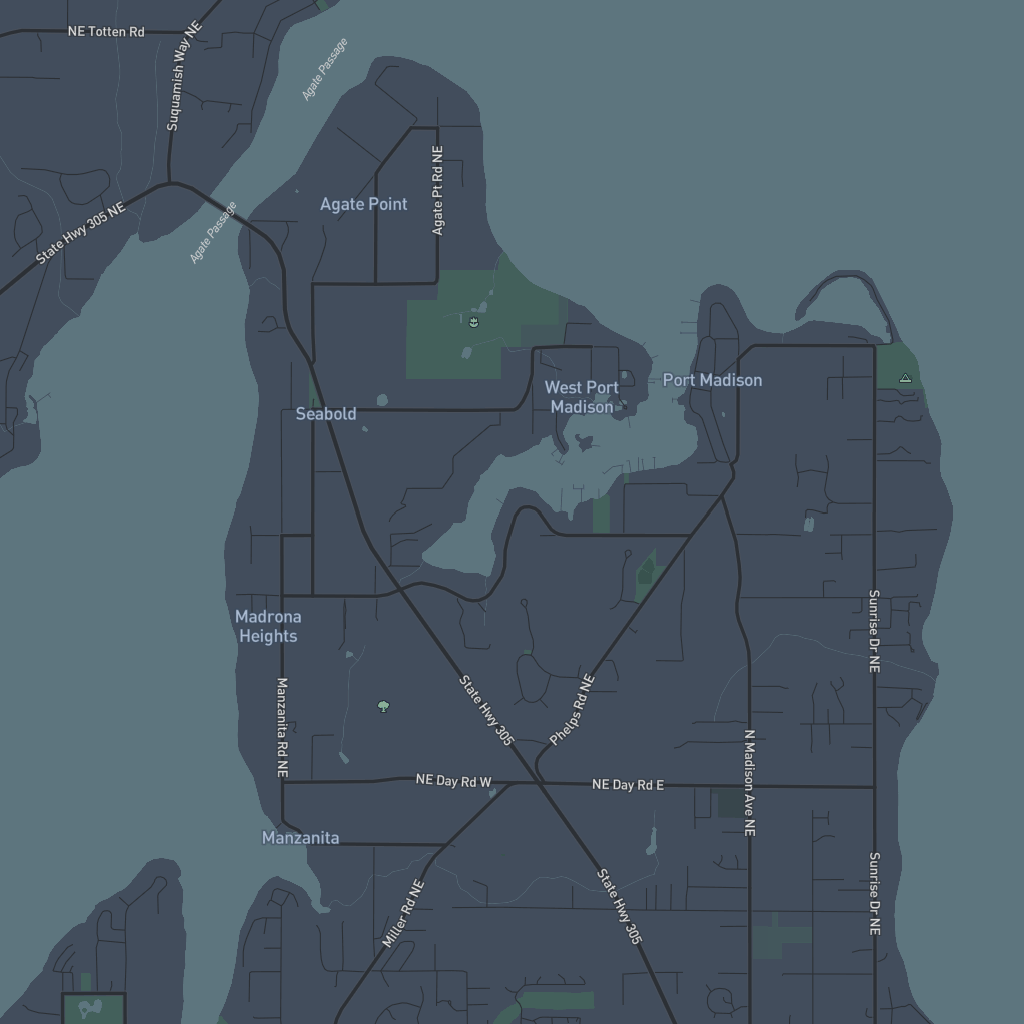 NE Totten Rd
Suquamish Way NE
Agate Passage
Agate Point
Agate Pt Rd NE
State Hwy 305 NE
Agate Passage
West Port
Madison
Port Madison
Seabold
Madrona
Heights
Sunrise Dr NE
Manzanita Rd NE
State Hwy 305
Phelps Rd NE
N Madison Ave NE
NE Day Rd W
NE Day Rd E
Manzanita
Miller Rd NE
State Hwy 305
Sunrise Dr NE